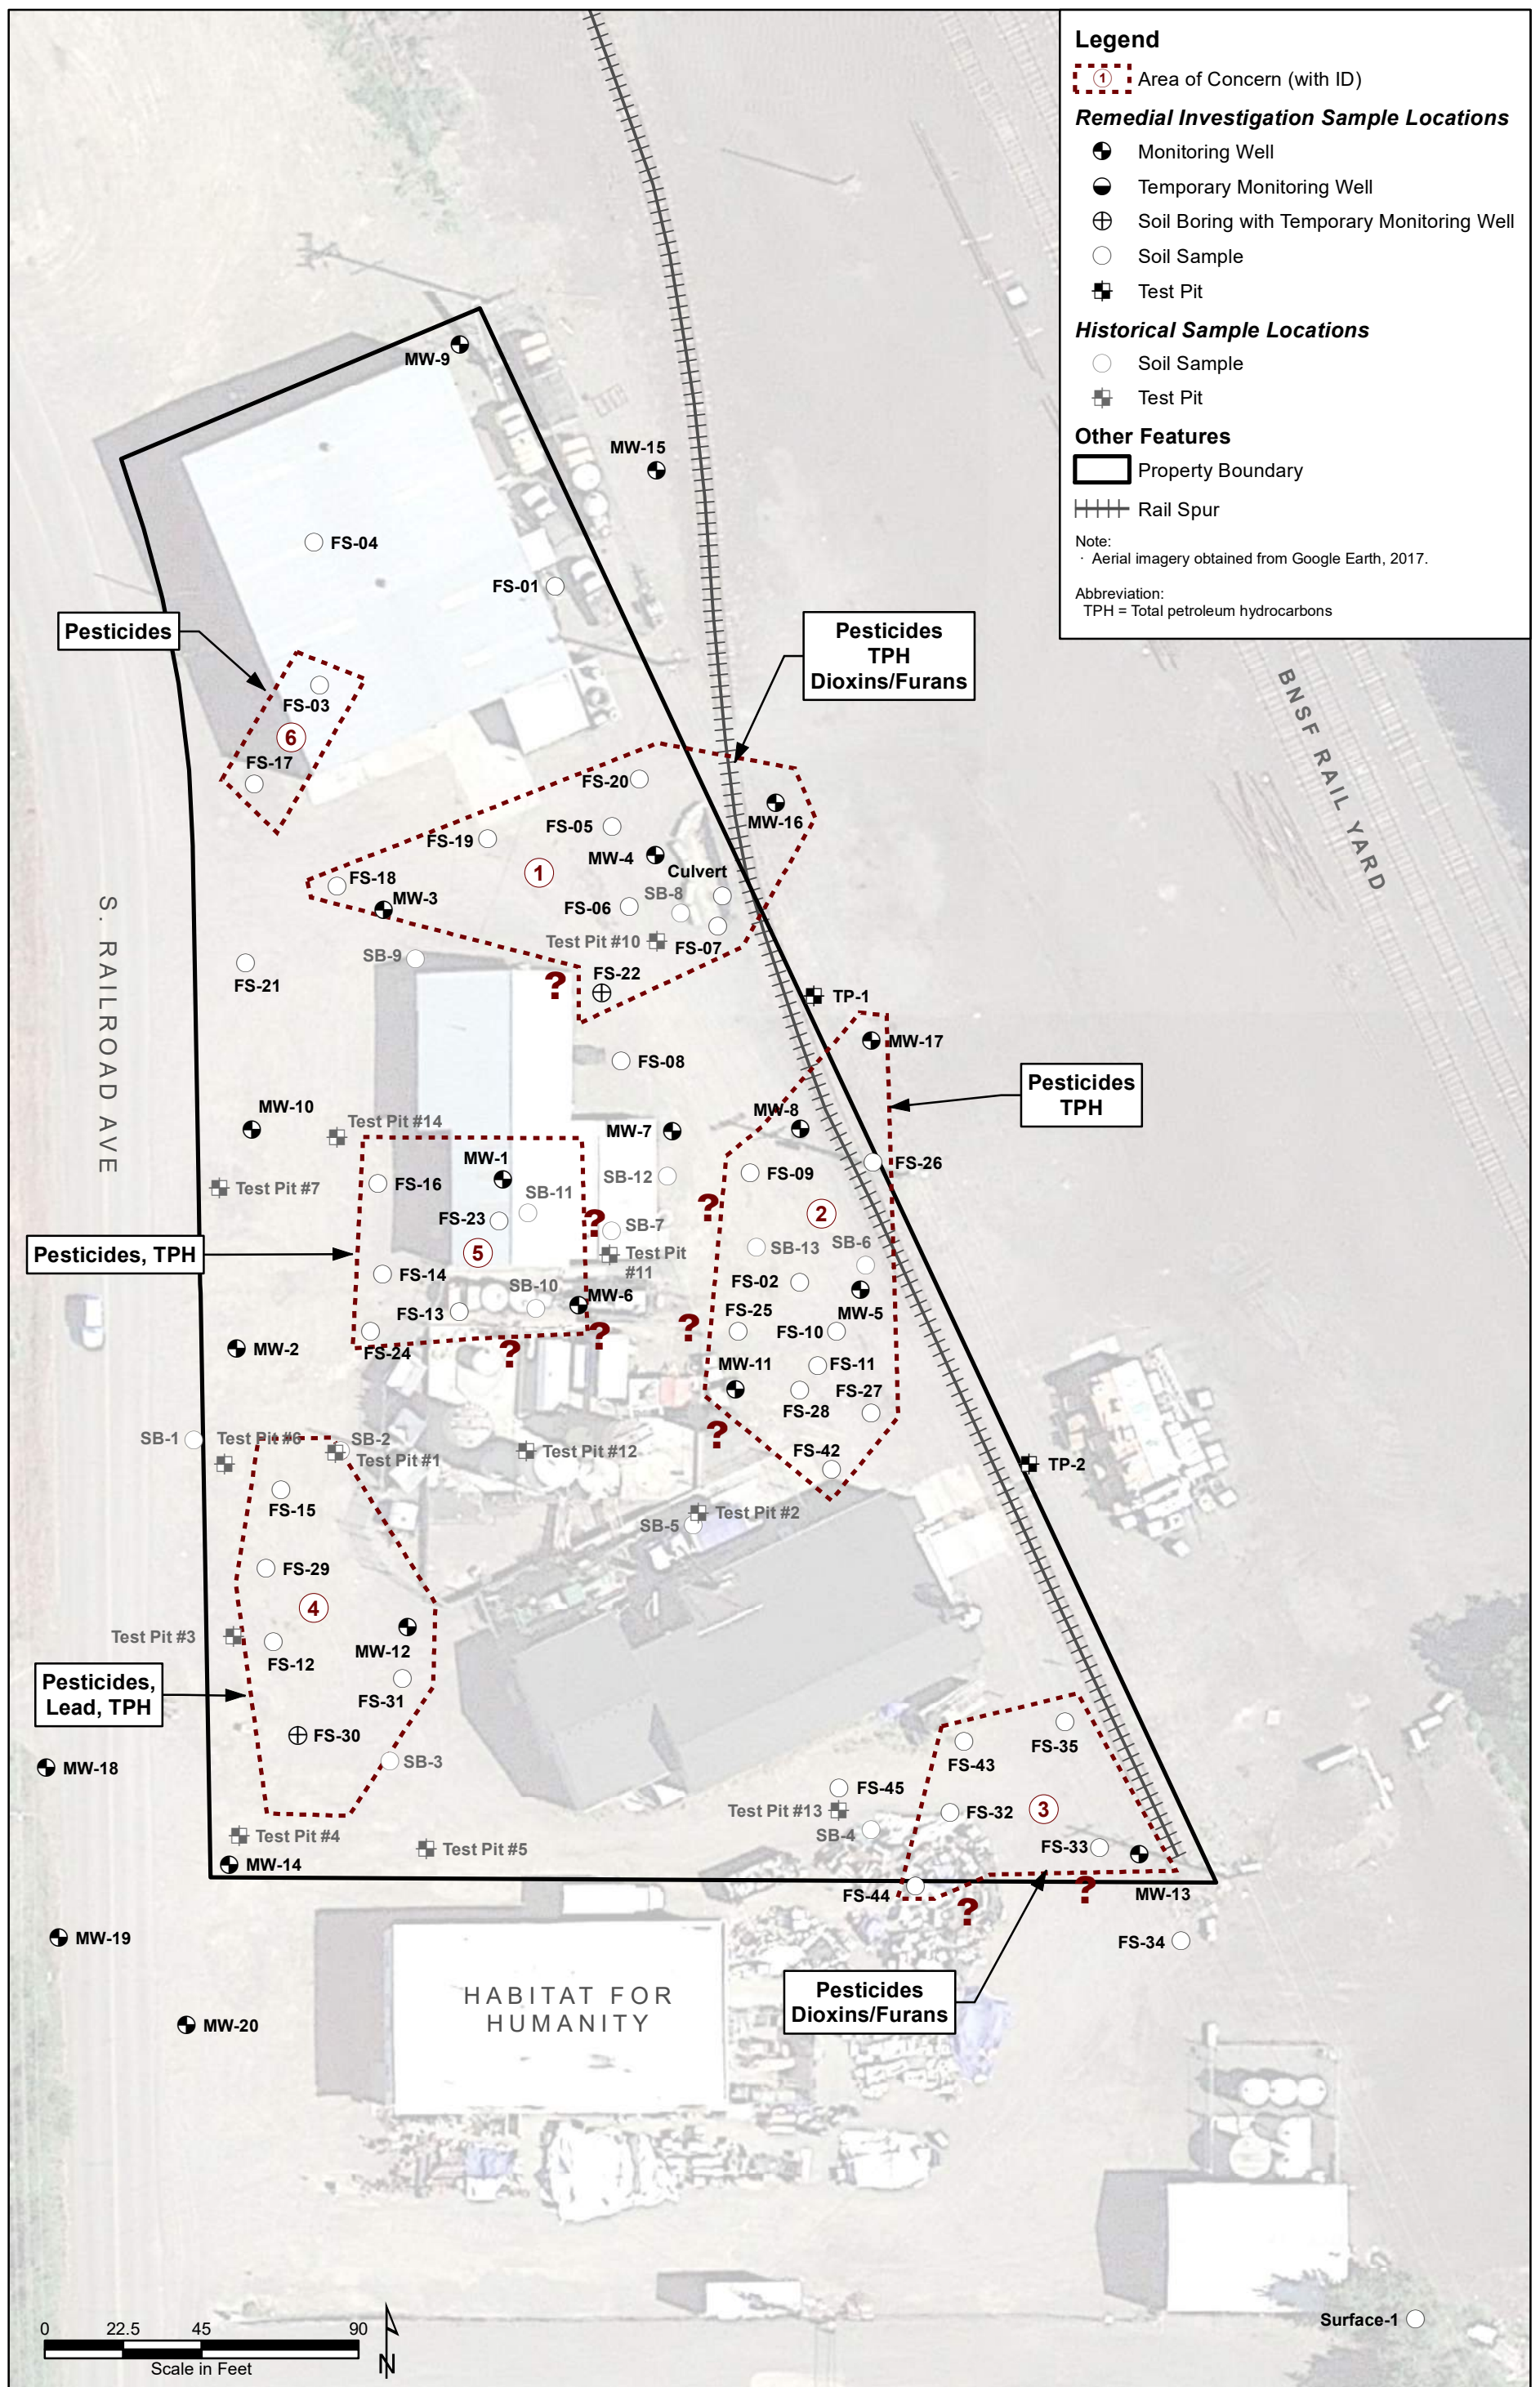 Legend
1 Area of Concern (with ID)
Remedial Investigation Sample Locations
Monitoring Well
Temporary Monitoring Well
Soil Boring with Temporary Monitoring Well
Soil Sample
Test Pit
Historical Sample Locations
Soil Sample
Test Pit
Other Features
Property Boundary
Rail Spur
Note:
· Aerial imagery obtained from Google Earth, 2017.
Abbreviation:
TPH = Total petroleum hydrocarbons
MW-9
MW-15
FS-04
FS-01
Pesticides
Pesticides
TPH
Dioxins/Furans
BNSF RAIL YARD
FS-03
6
FS-17
FS-20
MW-16
FS-05
FS-19
MW-4
Culvert
1
FS-18
SB-8
MW-3
FS-06
Test Pit #10
FS-07
S. RAILROAD AVE
SB-9
FS-22
?
FS-21
TP-1
MW-17
FS-08
Pesticides
TPH
MW-10
MW-8
Test Pit #14
MW-7
MW-1
FS-26
FS-09
SB-12
FS-16
Test Pit #7
SB-11
?
2
FS-23
?
SB-7
SB-6
SB-13
Pesticides, TPH
5
Test Pit
#11
FS-14
FS-02
SB-10
MW-6
FS-13
MW-5
FS-25
?
FS-10
?
MW-2
FS-24
?
MW-11
FS-11
FS-27
FS-28
SB-1
Test Pit #6
SB-2
?
Test Pit #1
Test Pit #12
FS-42
TP-2
FS-15
Test Pit #2
SB-5
FS-29
4
Test Pit #3
MW-12
FS-12
Pesticides,
Lead, TPH
FS-31
FS-30
FS-35
FS-43
SB-3
MW-18
FS-45
Test Pit #13
FS-32
3
SB-4
Test Pit #4
Test Pit #5
FS-33
MW-14
FS-44
?
?
MW-13
MW-19
FS-34
HABITAT FOR
HUMANITY
Pesticides
Dioxins/Furans
MW-20
Surface-1
0 22.5 45 90
Scale in Feet
N